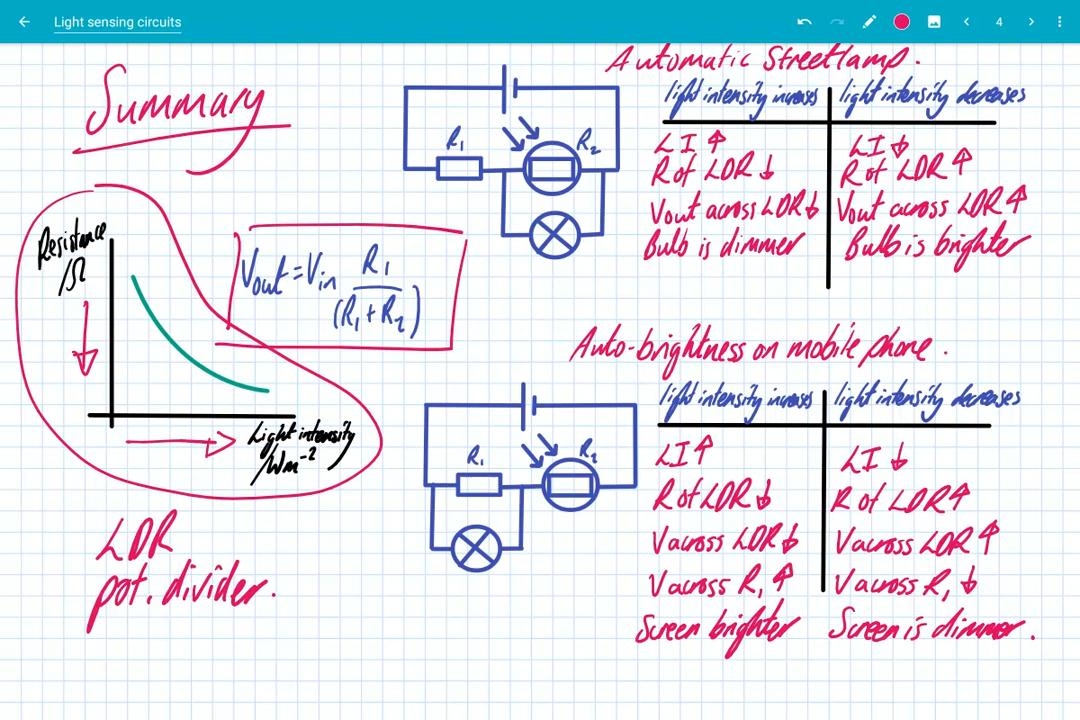 Light sensing circuits
4
Summary
Resistance
/Ω
Light intensity
/Wm⁻²
Vout = Vin R₁
(R₁+R₂)
LDR
pot. divider.
R₁
R₂
Automatic Streetlamp.
light intensity increases
light intensity decreases
LI ↑
R of LDR ↓
Vout across LDR ↓
Bulb is dimmer
LI ↓
R of LDR ↑
Vout across LDR ↑
Bulb is brighter
Auto-brightness on mobile phone.
R₁
R₂
light intensity increases
light intensity decreases
LI ↑
R of LDR ↓
V across LDR ↓
V across R₁ ↑
Screen brighter
LI ↓
R of LDR ↑
V across LDR ↑
V across R₁ ↓
Screen is dimmer.